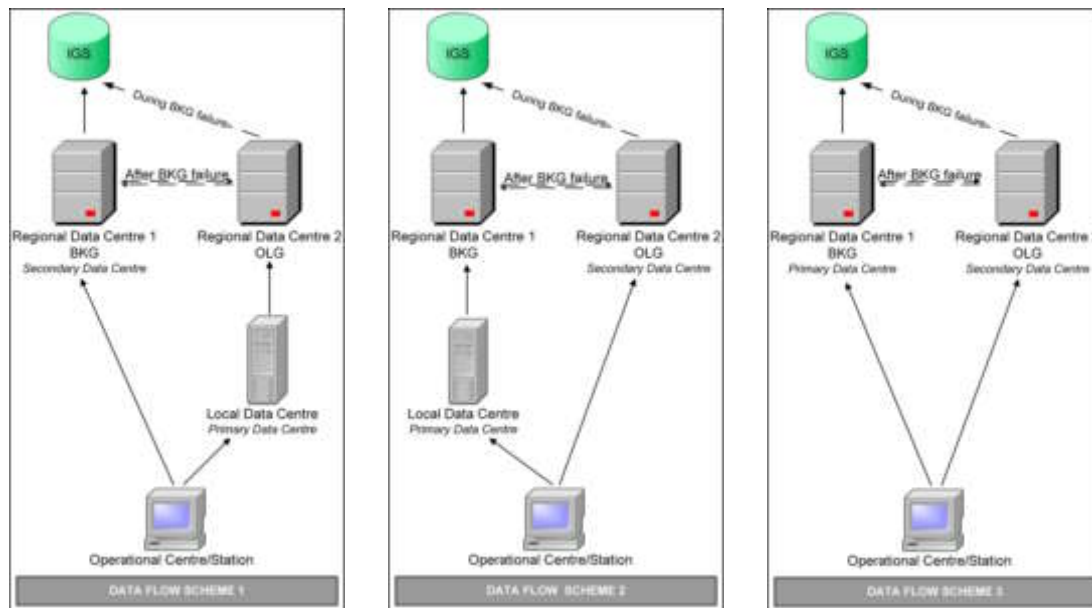 IGS
During BKG failure
After BKG failure
Regional Data Centre 1
BKG
Secondary Data Centre
Regional Data Centre 2
OLG
Local Data Centre
Primary Data Centre
Operational Centre/Station
DATA FLOW SCHEME 1
IGS
During BKG failure
After BKG failure
Regional Data Centre 1
BKG
Regional Data Centre 2
OLG
Secondary Data Centre
Local Data Centre
Primary Data Centre
Operational Centre/Station
DATA FLOW SCHEME 2
IGS
During BKG failure
After BKG failure
Regional Data Centre 1
BKG
Primary Data Centre
Regional Data Centre
OLG
Secondary Data Centre
Operational Centre/Station
DATA FLOW SCHEME 3